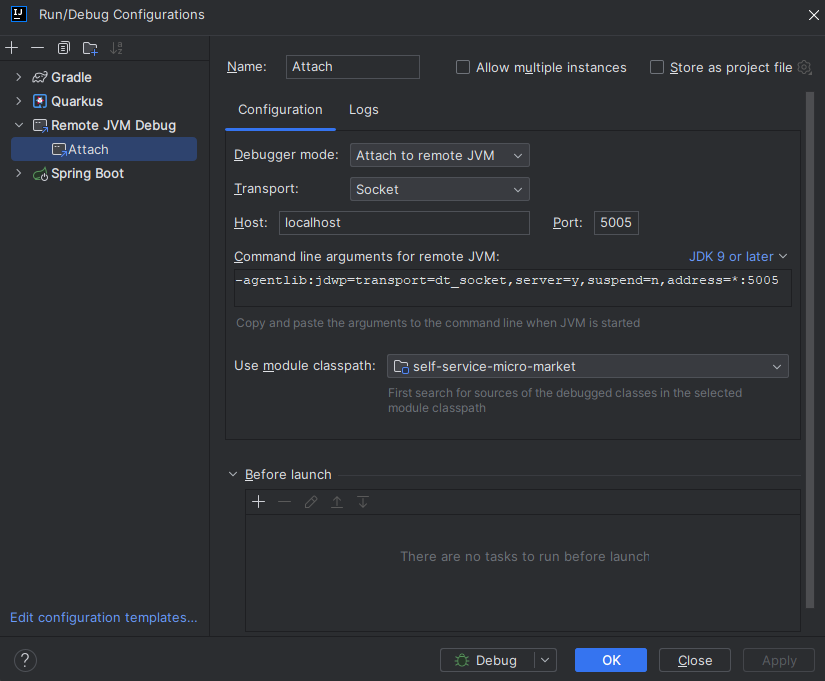 Run/Debug Configurations
Name: Attach Allow multiple instances Store as project file
Gradle
Quarkus
Remote JVM Debug
Attach
Spring Boot
Edit configuration templates...
Configuration Logs
Debugger mode: Attach to remote JVM
Transport: Socket
Host: localhost Port: 5005
Command line arguments for remote JVM: JDK 9 or later
-agentlib:jdwp=transport=dt_socket,server=y,suspend=n,address=*:5005
Copy and paste the arguments to the command line when JVM is started
Use module classpath: self-service-micro-market
First search for sources of the debugged classes in the selected
module classpath
Before launch
There are no tasks to run before launch
? Debug OK Close Apply